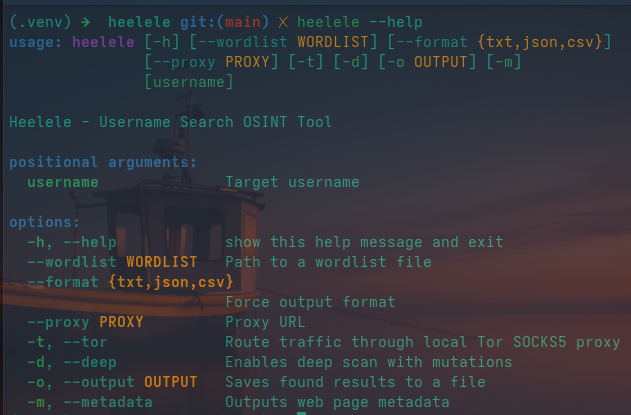 (.venv) → heelele git:(main) ✗ heelele --help
usage: heelele [-h] [--wordlist WORDLIST] [--format {txt,json,csv}]
[--proxy PROXY] [-t] [-d] [-o OUTPUT] [-m]
[username]
Heelele - Username Search OSINT Tool
positional arguments:
username Target username
options:
-h, --help show this help message and exit
--wordlist WORDLIST Path to a wordlist file
--format {txt,json,csv}
Force output format
--proxy PROXY Proxy URL
-t, --tor Route traffic through local Tor SOCKS5 proxy
-d, --deep Enables deep scan with mutations
-o, --output OUTPUT Saves found results to a file
-m, --metadata Outputs web page metadata